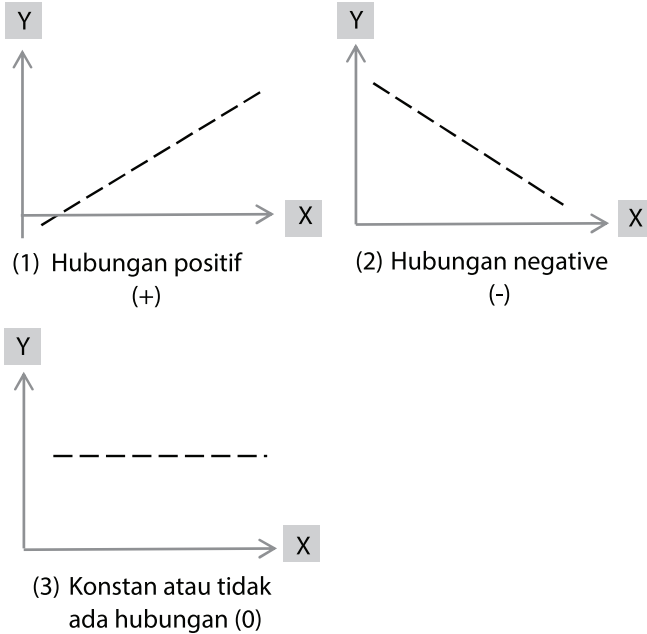 Y
X
(1) Hubungan positif
(+)
Y
X
(2) Hubungan negative
(-)
Y
X
(3) Konstan atau tidak
ada hubungan (0)